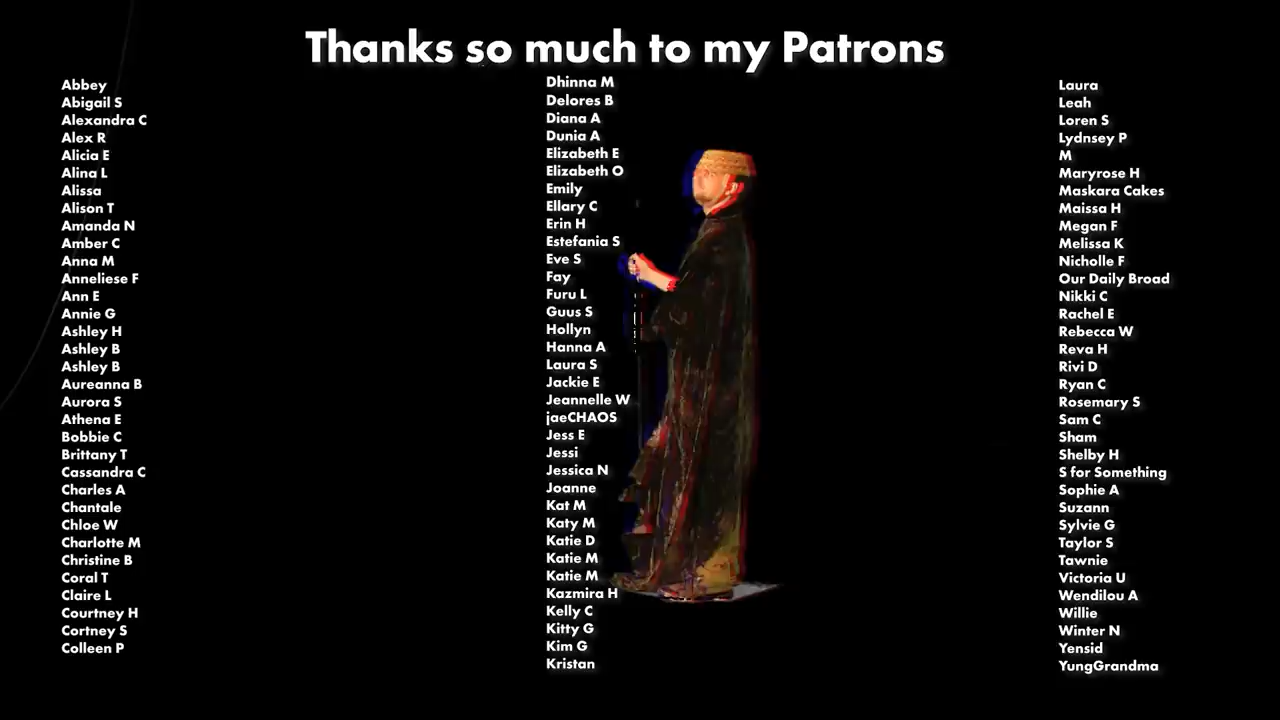 Thanks so much to my Patrons
Abbey
Abigail S
Alexandra C
Alex R
Alicia E
Alina L
Alissa
Alison T
Amanda N
Amber C
Anna M
Anneliese F
Ann E
Annie G
Ashley H
Ashley B
Ashley B
Aureanna B
Aurora S
Athena E
Bobbie C
Brittany T
Cassandra C
Charles A
Chantale
Chloe W
Charlotte M
Christine B
Coral T
Claire L
Courtney H
Cortney S
Colleen P
Dhinna M
Delores B
Diana A
Dunia A
Elizabeth E
Elizabeth O
Emily
Ellary C
Erin H
Estefania S
Eve S
Fay
Furu L
Guus S
Hollyn
Hanna A
Laura S
Jackie E
Jeannelle W
jaeCHAOS
Jess E
Jessi
Jessica N
Joanne
Kat M
Katy M
Katie D
Katie M
Katie M
Kazmira H
Kelly C
Kitty G
Kim G
Kristan
Laura
Leah
Loren S
Lydnsey P
M
Maryrose H
Maskara Cakes
Maissa H
Megan F
Melissa K
Nicholle F
Our Daily Broad
Nikki C
Rachel E
Rebecca W
Reva H
Rivi D
Ryan C
Rosemary S
Sam C
Sham
Shelby H
S for Something
Sophie A
Suzann
Sylvie G
Taylor S
Tawnie
Victoria U
Wendilou A
Willie
Winter N
Yensid
YungGrandma